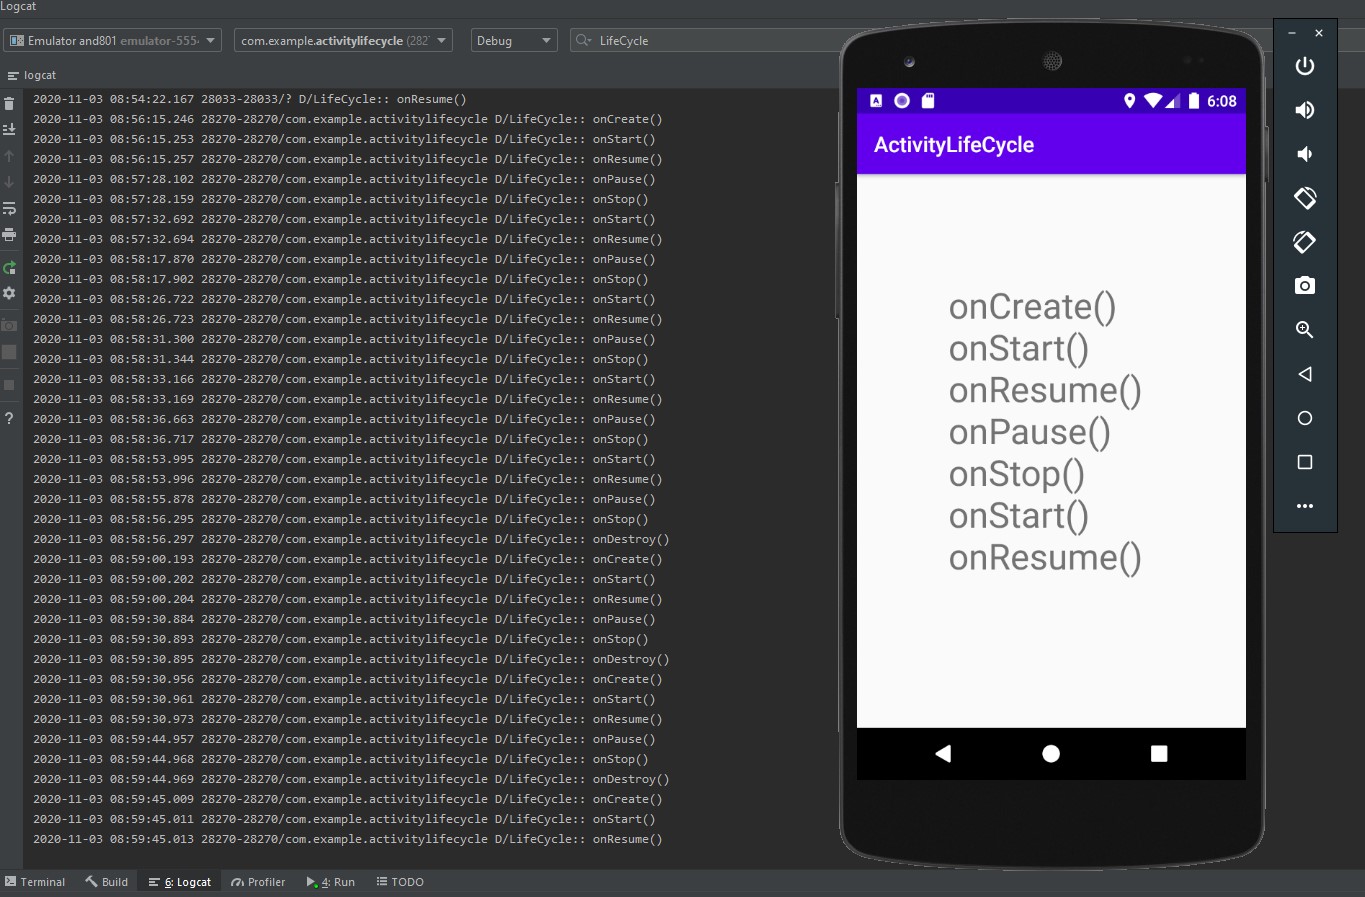 Logcat
Emulator and801 emulator-555
com.example.activitylifecycle (282
Debug
LifeCycle
logcat
2020-11-03 08:54:22.167 28033-28033/? D/LifeCycle:: onResume()
2020-11-03 08:56:15.246 28270-28270/com.example.activitylifecycle D/LifeCycle:: onCreate()
2020-11-03 08:56:15.253 28270-28270/com.example.activitylifecycle D/LifeCycle:: onStart()
2020-11-03 08:56:15.257 28270-28270/com.example.activitylifecycle D/LifeCycle:: onResume()
2020-11-03 08:57:28.102 28270-28270/com.example.activitylifecycle D/LifeCycle:: onPause()
2020-11-03 08:57:28.159 28270-28270/com.example.activitylifecycle D/LifeCycle:: onStop()
2020-11-03 08:57:32.692 28270-28270/com.example.activitylifecycle D/LifeCycle:: onStart()
2020-11-03 08:57:32.694 28270-28270/com.example.activitylifecycle D/LifeCycle:: onResume()
2020-11-03 08:58:17.870 28270-28270/com.example.activitylifecycle D/LifeCycle:: onPause()
2020-11-03 08:58:17.902 28270-28270/com.example.activitylifecycle D/LifeCycle:: onStop()
2020-11-03 08:58:26.722 28270-28270/com.example.activitylifecycle D/LifeCycle:: onStart()
2020-11-03 08:58:26.723 28270-28270/com.example.activitylifecycle D/LifeCycle:: onResume()
2020-11-03 08:58:31.300 28270-28270/com.example.activitylifecycle D/LifeCycle:: onPause()
2020-11-03 08:58:31.344 28270-28270/com.example.activitylifecycle D/LifeCycle:: onStop()
2020-11-03 08:58:33.166 28270-28270/com.example.activitylifecycle D/LifeCycle:: onStart()
2020-11-03 08:58:33.169 28270-28270/com.example.activitylifecycle D/LifeCycle:: onResume()
2020-11-03 08:58:36.663 28270-28270/com.example.activitylifecycle D/LifeCycle:: onPause()
2020-11-03 08:58:36.717 28270-28270/com.example.activitylifecycle D/LifeCycle:: onStop()
2020-11-03 08:58:53.995 28270-28270/com.example.activitylifecycle D/LifeCycle:: onStart()
2020-11-03 08:58:53.996 28270-28270/com.example.activitylifecycle D/LifeCycle:: onResume()
2020-11-03 08:58:55.878 28270-28270/com.example.activitylifecycle D/LifeCycle:: onPause()
2020-11-03 08:58:56.295 28270-28270/com.example.activitylifecycle D/LifeCycle:: onStop()
2020-11-03 08:58:56.297 28270-28270/com.example.activitylifecycle D/LifeCycle:: onDestroy()
2020-11-03 08:59:00.193 28270-28270/com.example.activitylifecycle D/LifeCycle:: onCreate()
2020-11-03 08:59:00.202 28270-28270/com.example.activitylifecycle D/LifeCycle:: onStart()
2020-11-03 08:59:00.204 28270-28270/com.example.activitylifecycle D/LifeCycle:: onResume()
2020-11-03 08:59:30.884 28270-28270/com.example.activitylifecycle D/LifeCycle:: onPause()
2020-11-03 08:59:30.893 28270-28270/com.example.activitylifecycle D/LifeCycle:: onStop()
2020-11-03 08:59:30.895 28270-28270/com.example.activitylifecycle D/LifeCycle:: onDestroy()
2020-11-03 08:59:30.956 28270-28270/com.example.activitylifecycle D/LifeCycle:: onCreate()
2020-11-03 08:59:30.961 28270-28270/com.example.activitylifecycle D/LifeCycle:: onStart()
2020-11-03 08:59:30.973 28270-28270/com.example.activitylifecycle D/LifeCycle:: onResume()
2020-11-03 08:59:44.957 28270-28270/com.example.activitylifecycle D/LifeCycle:: onPause()
2020-11-03 08:59:44.968 28270-28270/com.example.activitylifecycle D/LifeCycle:: onStop()
2020-11-03 08:59:44.969 28270-28270/com.example.activitylifecycle D/LifeCycle:: onDestroy()
2020-11-03 08:59:45.009 28270-28270/com.example.activitylifecycle D/LifeCycle:: onCreate()
2020-11-03 08:59:45.011 28270-28270/com.example.activitylifecycle D/LifeCycle:: onStart()
2020-11-03 08:59:45.013 28270-28270/com.example.activitylifecycle D/LifeCycle:: onResume()
6:08
ActivityLifeCycle
onCreate()
onStart()
onResume()
onPause()
onStop()
onStart()
onResume()
Terminal
Build
6: Logcat
Profiler
4: Run
TODO